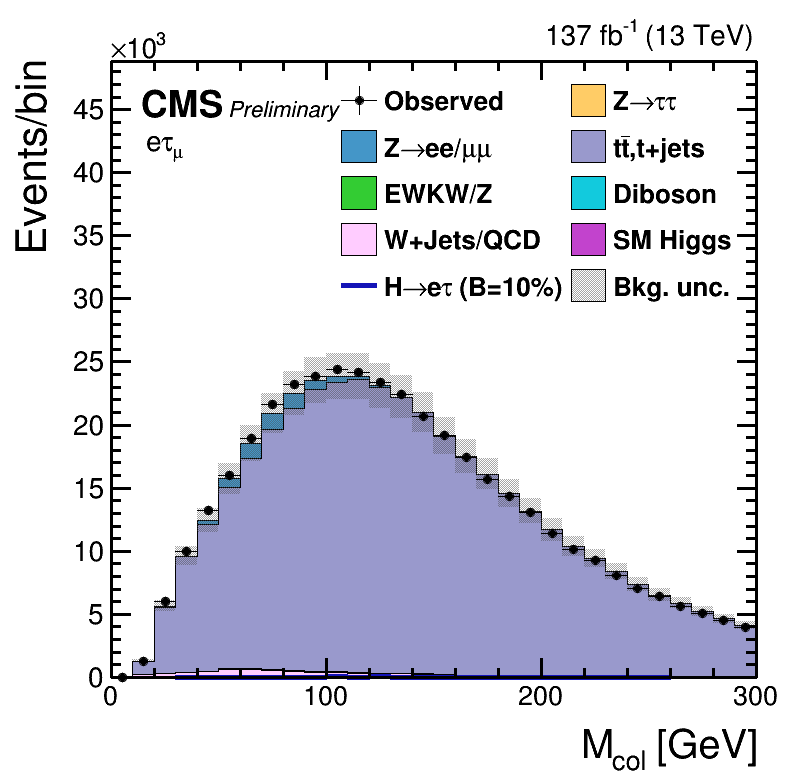 ×10³ 137 fb⁻¹ (13 TeV)
Events/bin
CMS Preliminary
eτμ
Observed Z→ττ
Z→ee/μμ tt̄,t+jets
EWKW/Z Diboson
W+Jets/QCD SM Higgs
H→eτ (B=10%) Bkg. unc.
45
40
35
30
25
20
15
10
5
0
0 100 200 300
Mcol [GeV]